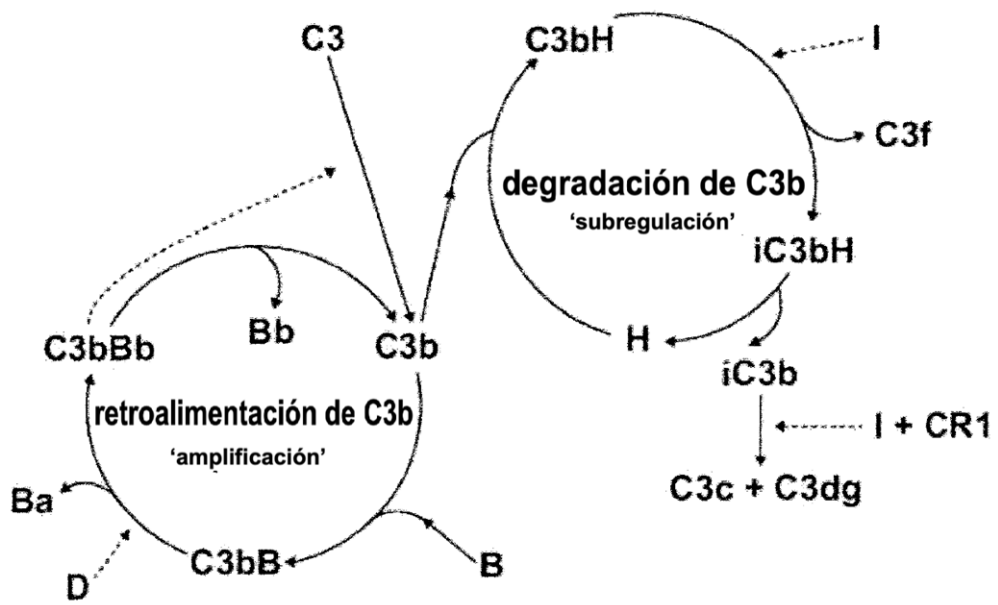 C3
C3bH
I
C3f
degradación de C3b
‘subregulación’
iC3bH
H
iC3b
I + CR1
C3c + C3dg
C3bBb
Bb
C3b
retroalimentación de C3b
‘amplificación’
Ba
C3bB
B
D